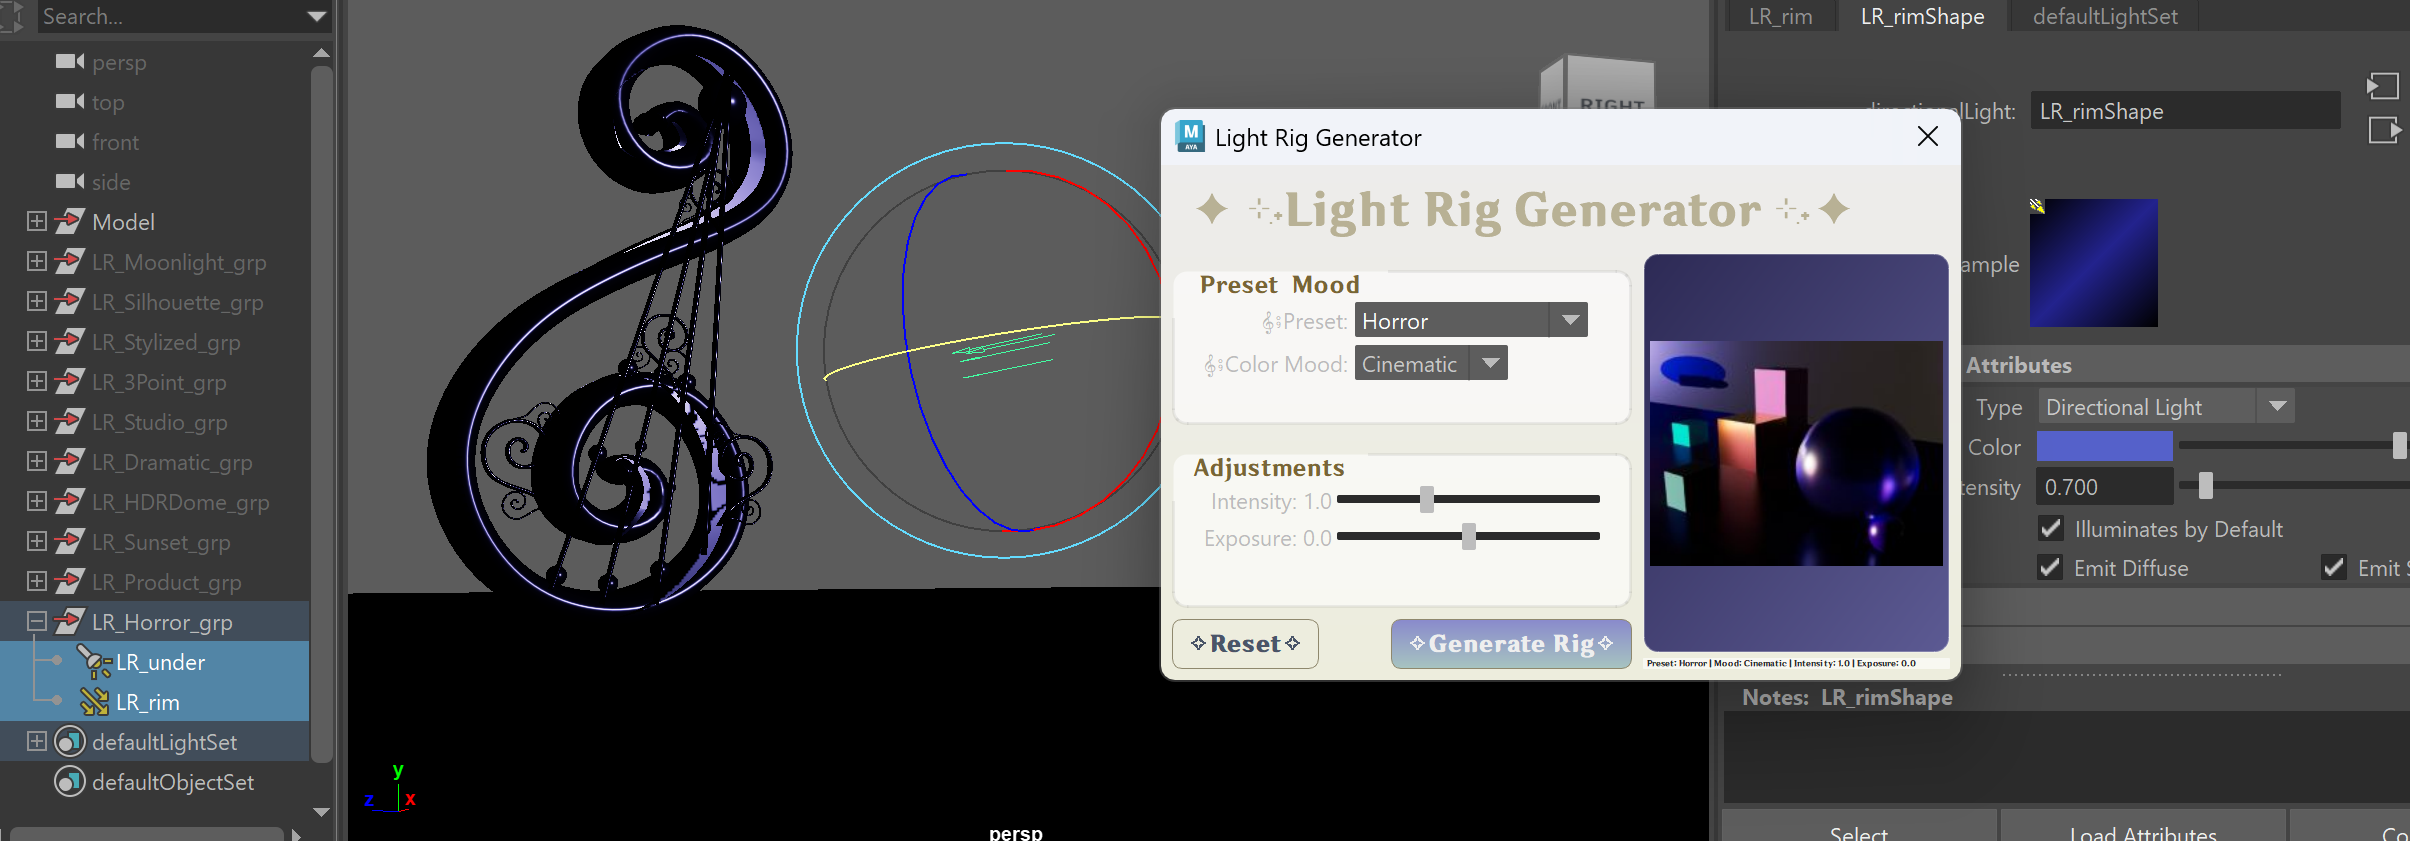 Search...
persp
top
front
side
Model
LR_Moonlight_grp
LR_Silhouette_grp
LR_Stylized_grp
LR_3Point_grp
LR_Studio_grp
LR_Dramatic_grp
LR_HDRDome_grp
LR_Sunset_grp
LR_Product_grp
LR_Horror_grp
LR_under
LR_rim
defaultLightSet
defaultObjectSet
y
z x
persp
RIGHT
M
AYA
Light Rig Generator
Light Rig Generator
Preset Mood
Preset: Horror
Color Mood: Cinematic
Adjustments
Intensity: 1.0
Exposure: 0.0
Reset
Generate Rig
Preset: Horror | Mood: Cinematic | Intensity: 1.0 | Exposure: 0.0
LR_rim LR_rimShape defaultLightSet
Light: LR_rimShape
ample
Attributes
Type Directional Light
Color
tensity 0.700
Illuminates by Default
Emit Diffuse Emit S
Notes: LR_rimShape
Select Load Attributes Co